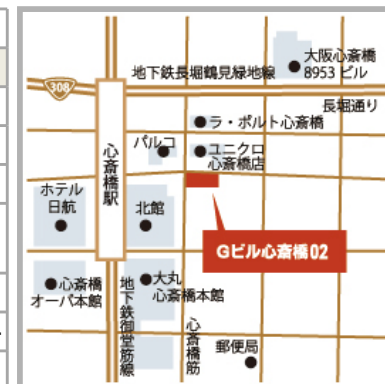 大阪心斎橋
8953 ビル
地下鉄長堀鶴見緑地線
308
長堀通り
ラ・ポルト心斎橋
パルコ
ユニクロ
心斎橋店
心斎橋駅
ホテル
日航
北館
Gビル心斎橋02
心斎橋
オーパ本館
大丸
心斎橋本館
地下鉄御堂筋線
心斎橋筋
郵便局